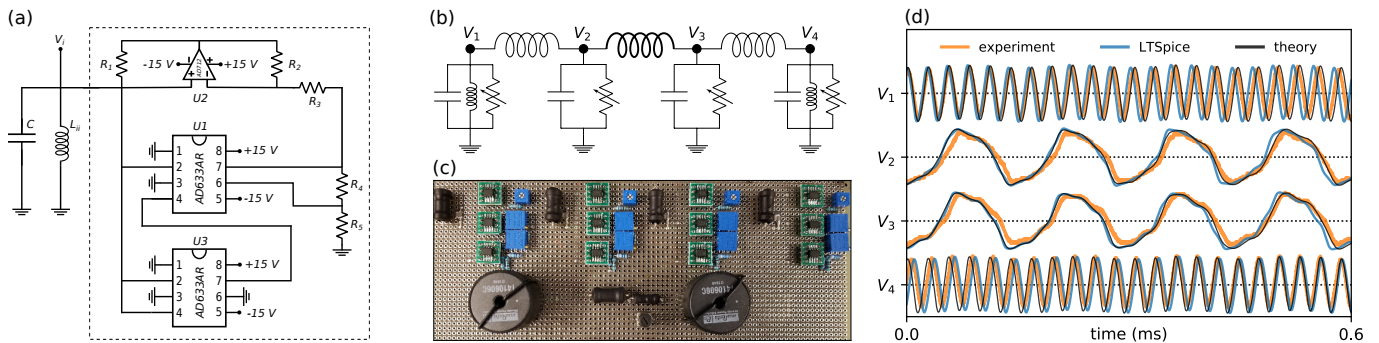 (a)
V_i
R_1
-15 V
AD712
+15 V
R_2
U2
R_3
C
L_ii
U1
1
2
3
4
AD633AR
8
7
6
5
+15 V
-15 V
R_4
R_5
U3
1
2
3
4
AD633AR
8
7
6
5
+15 V
-15 V
(b)
V_1
V_2
V_3
V_4
(c)
1410606C
(d)
experiment
LTSpice
theory
V_1
V_2
V_3
V_4
0.0
time (ms)
0.6